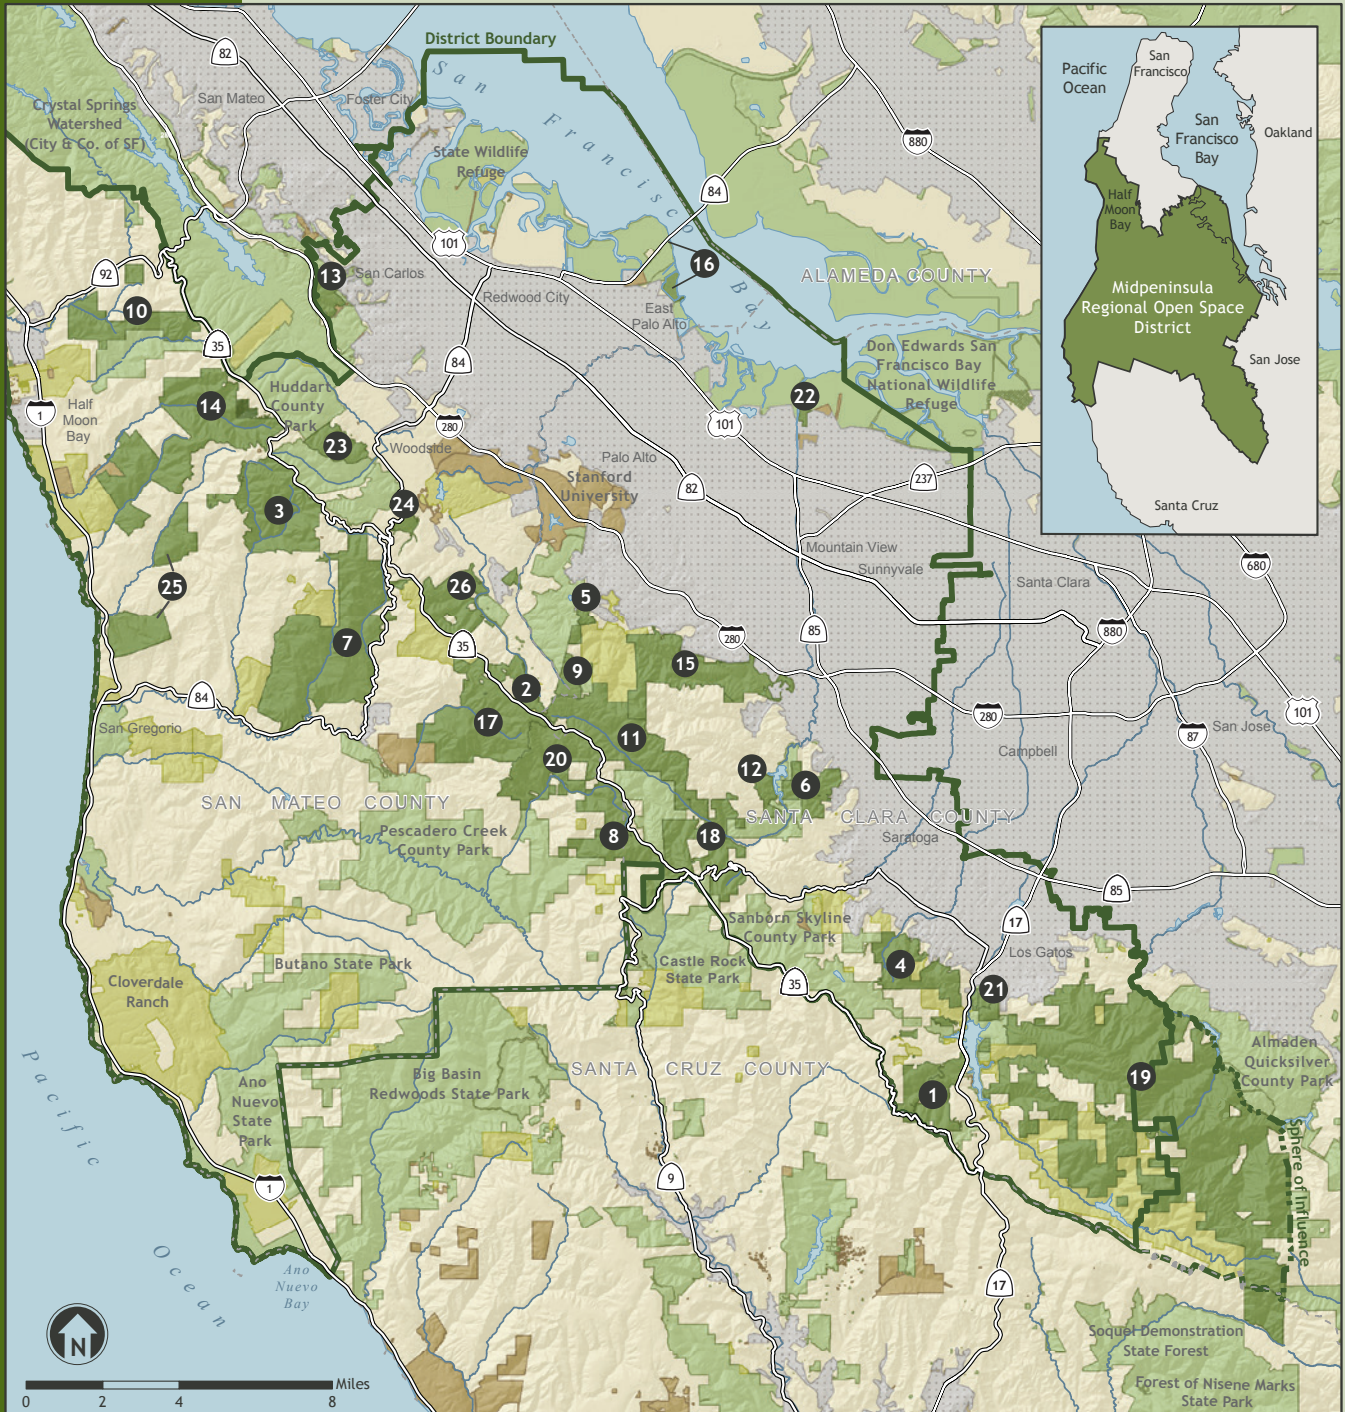 District Boundary
82
San Mateo
Foster City
Crystal Springs
Watershed
(City & Co. of SF)
State Wildlife
Refuge
San Francisco Bay
880
84
101
92
13
San Carlos
16
ALAMEDA COUNTY
Redwood City
East
Palo Alto
10
35
84
Don Edwards San
Francisco Bay
National Wildlife
Refuge
Huddart
County
Park
1
Half
Moon
Bay
14
22
280
101
23
Woodside
Palo Alto
Stanford
University
82
237
3
24
Mountain View
Sunnyvale
Santa Clara
680
25
26
5
880
7
35
85
280
15
9
2
84
17
11
280
101
San Gregorio
87
San Jose
20
Campbell
12
6
SAN MATEO COUNTY
SANTA CLARA COUNTY
Pescadero Creek
County Park
8
18
Saratoga
85
Sanborn Skyline
County Park
17
Los Gatos
Butano State Park
Castle Rock
State Park
4
Cloverdale
Ranch
35
21
Pacific Ocean
Almaden
Quicksilver
County Park
SANTA CRUZ COUNTY
Big Basin
Redwoods State Park
Ano
Nuevo
State
Park
19
1
Sphere of Influence
1
9
Ano
Nuevo
Bay
17
N
Soquel Demonstration
State Forest
Forest of Nisene Marks
State Park
Miles
0 2 4 8
San
Francisco
Pacific
Ocean
San
Francisco
Bay
Oakland
Half
Moon
Bay
Midpeninsula
Regional Open Space
District
San Jose
Santa Cruz